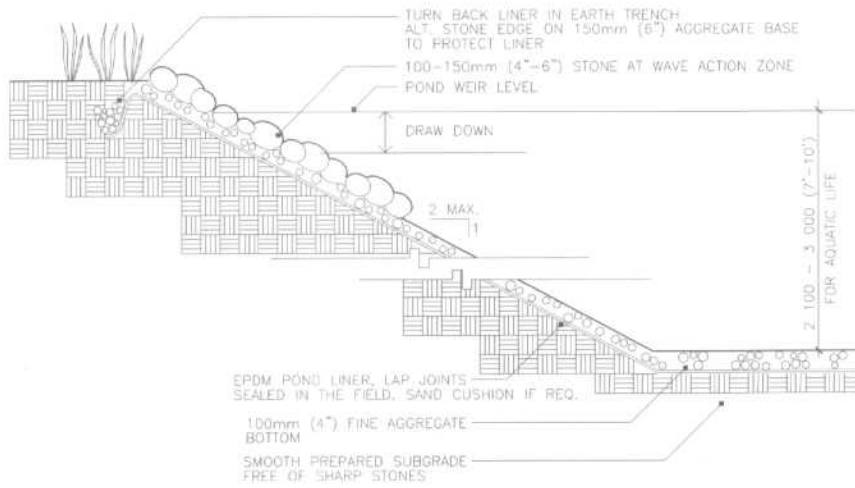 TURN BACK LINER IN EARTH TRENCH
ALT. STONE EDGE ON 150mm (6") AGGREGATE BASE
TO PROTECT LINER
100-150mm (4"-6") STONE AT WAVE ACTION ZONE
POND WEIR LEVEL
DRAW DOWN
2 MAX.
1
2 100 - 3 000 (7'-10')
FOR AQUATIC LIFE
EPDM POND LINER, LAP JOINTS
SEALED IN THE FIELD, SAND CUSHION IF REQ.
100mm (4") FINE AGGREGATE
BOTTOM
SMOOTH PREPARED SUBGRADE
FREE OF SHARP STONES